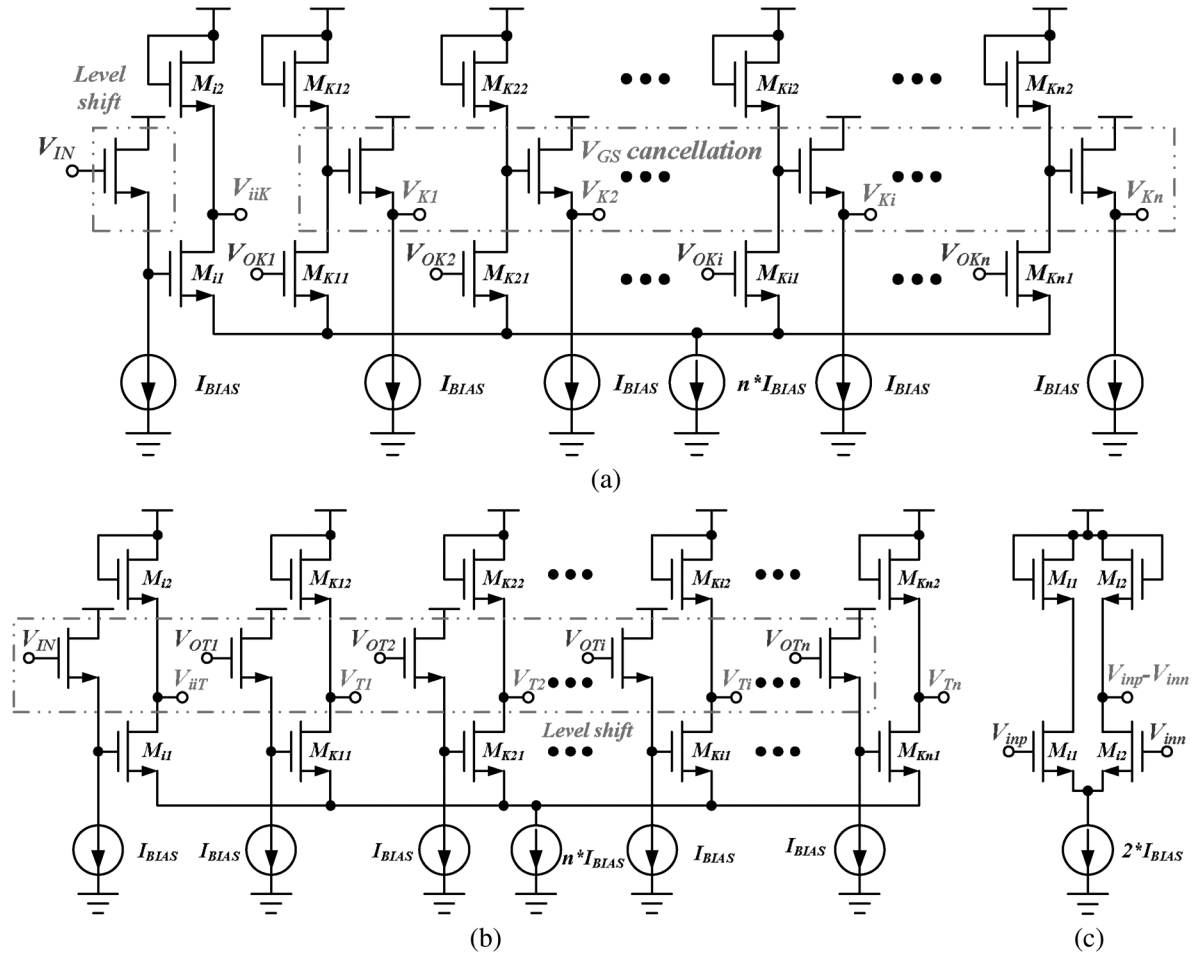 Level shift
M_{i2}
M_{K12}
M_{K22}
M_{Ki2}
M_{Kn2}
V_{IN}
V_{GS} cancellation
V_{iiK}
V_{K1}
V_{K2}
V_{Ki}
V_{Kn}
M_{i1}
V_{OK1}
M_{K11}
V_{OK2}
M_{K21}
V_{OKi}
M_{Ki1}
V_{OKn}
M_{Kn1}
I_{BIAS}
I_{BIAS}
I_{BIAS}
n*I_{BIAS}
I_{BIAS}
I_{BIAS}
(a)
M_{i2}
M_{K12}
M_{K22}
M_{Ki2}
M_{Kn2}
V_{IN}
V_{OT1}
V_{OT2}
V_{OTi}
V_{OTn}
V_{iiT}
V_{T1}
V_{T2}
V_{Ti}
V_{Tn}
Level shift
M_{i1}
M_{K11}
M_{K21}
M_{Ki1}
M_{Kn1}
I_{BIAS}
I_{BIAS}
I_{BIAS}
n*I_{BIAS}
I_{BIAS}
I_{BIAS}
(b)
M_{i1}
M_{i2}
V_{inp}-V_{inn}
V_{inp}
M_{i1}
M_{i2}
V_{inn}
2*I_{BIAS}
(c)